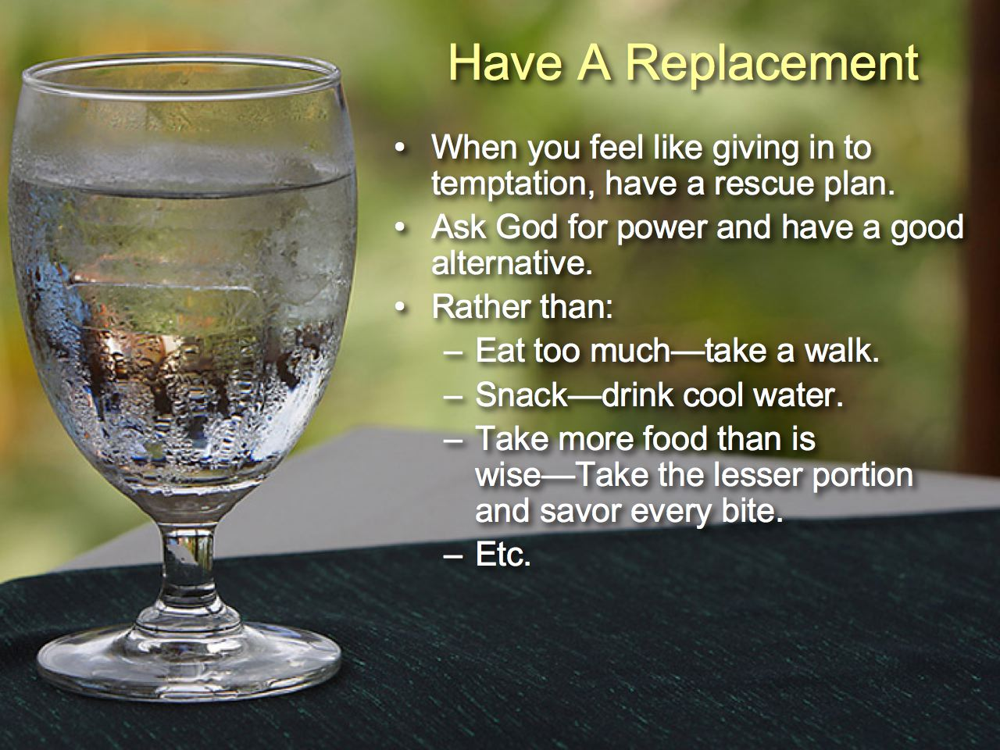 Have A Replacement
• When you feel like giving in to
temptation, have a rescue plan.
• Ask God for power and have a good
alternative.
• Rather than:
– Eat too much—take a walk.
– Snack—drink cool water.
– Take more food than is
wise—Take the lesser portion
and savor every bite.
– Etc.